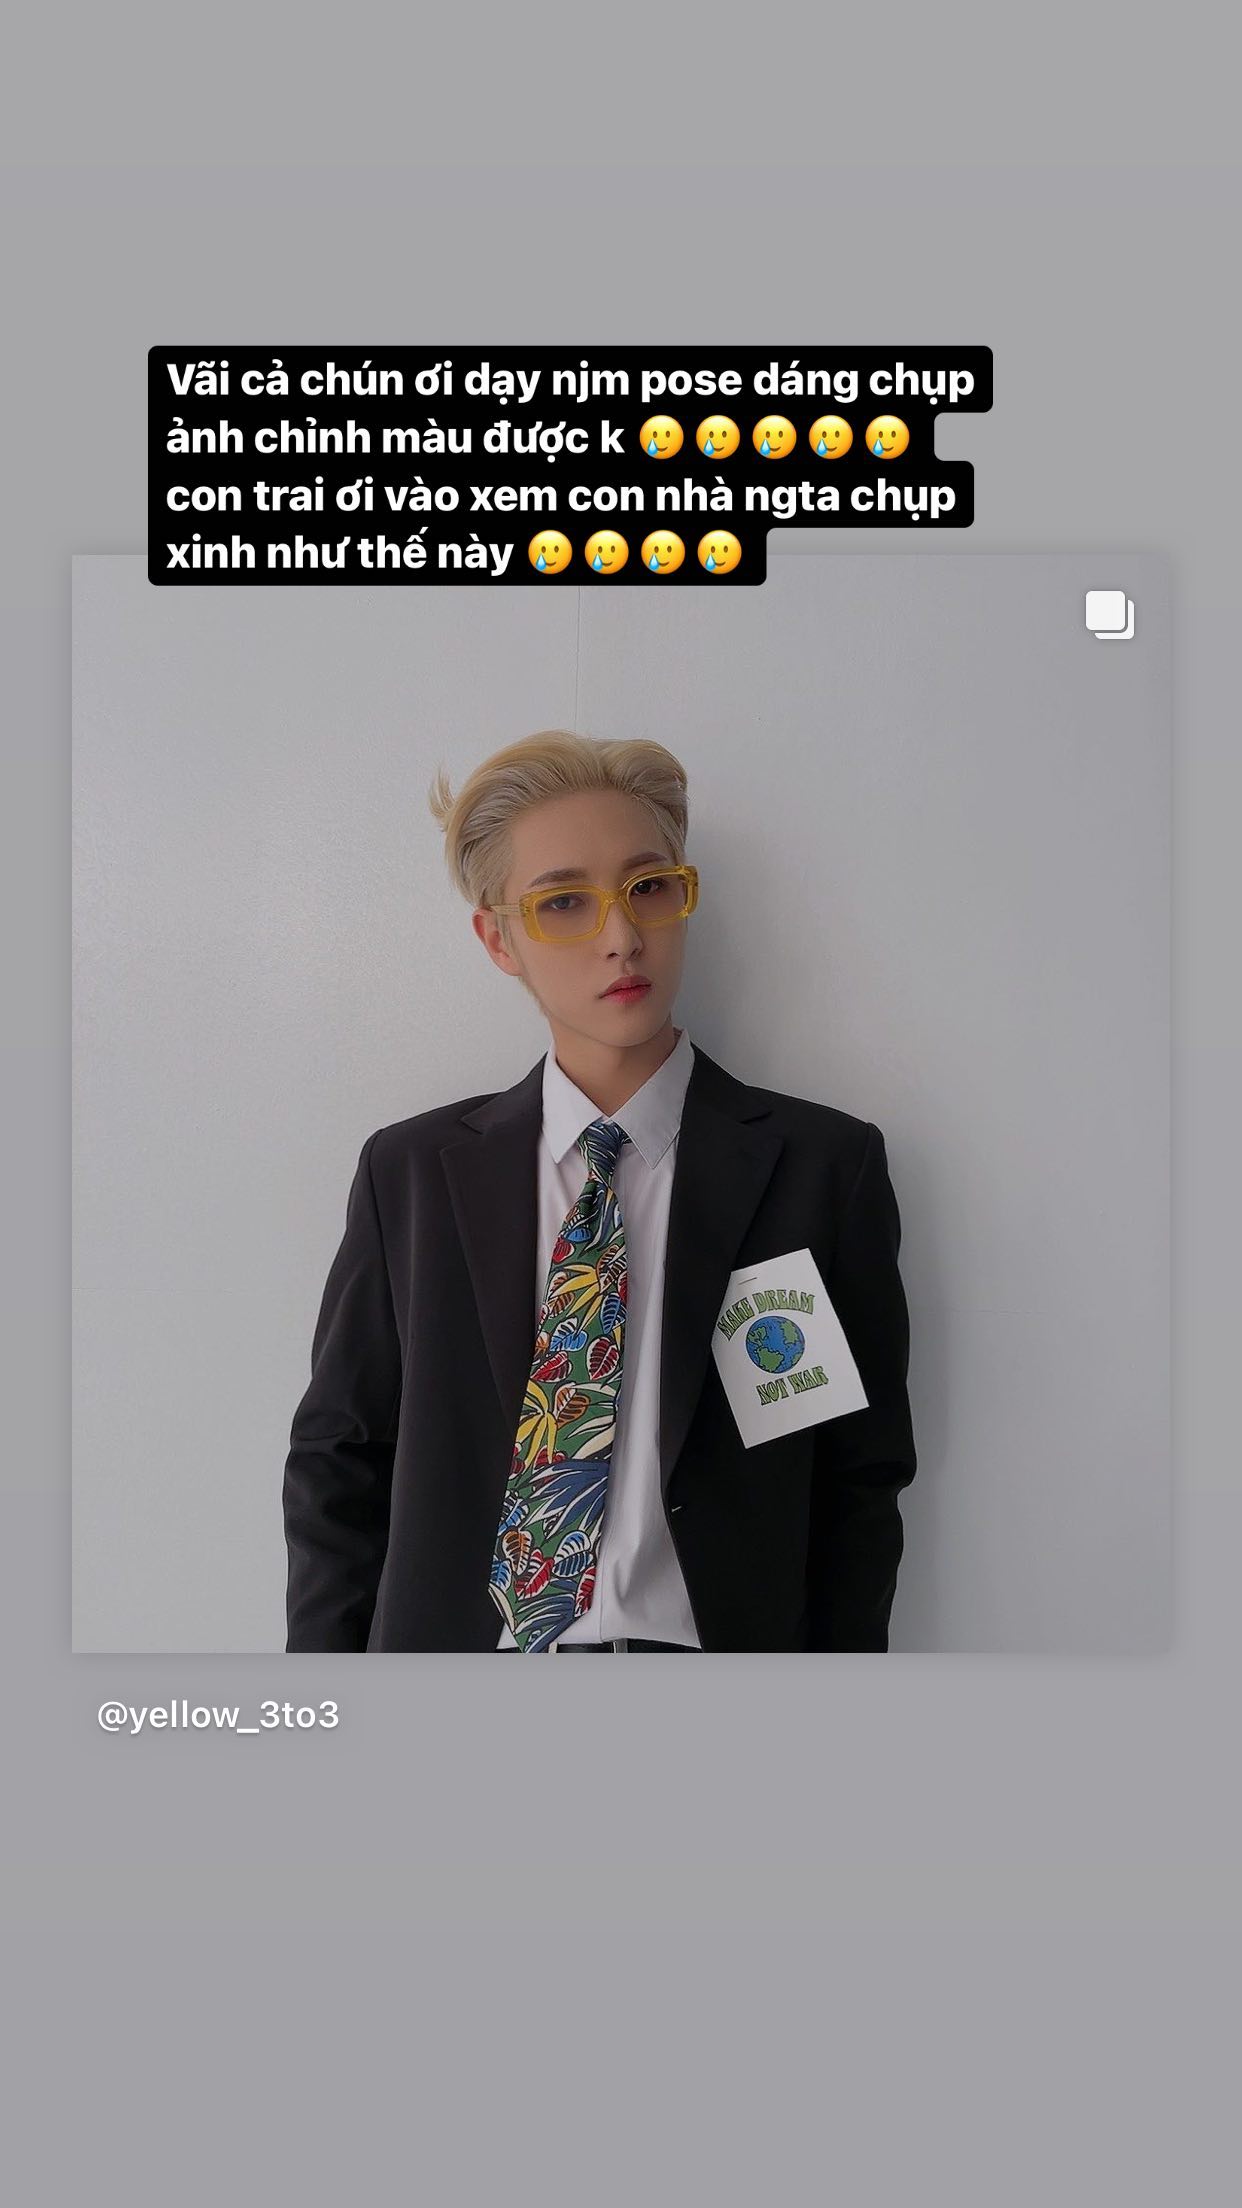 Vãi cả chún ơi dạy njm pose dáng chụp
ảnh chỉnh màu được k 🥲🥲🥲🥲🥲
con trai ơi vào xem con nhà ngta chụp
xinh như thế này 🥲🥲🥲🥲
MAKE DREAM
NOT WAR
@yellow_3to3